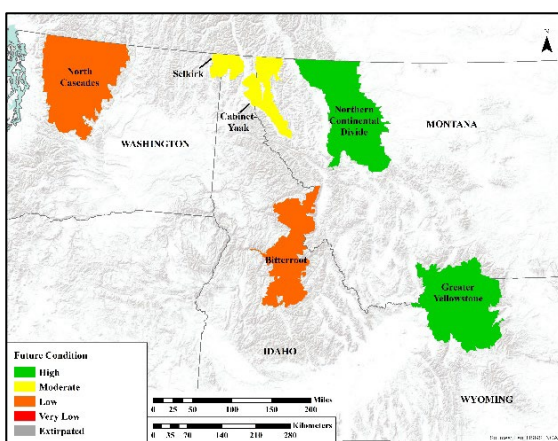 North
Cascades
Selkirk
Cabinet-
Yaak
Northern
Continental
Divide
MONTANA
WASHINGTON
Bitterroot
Greater
Yellowstone
IDAHO
WYOMING
N
Future Condition
High
Moderate
Low
Very Low
Extirpated
Miles
0 25 50 100 150 200
Kilometers
0 35 70 140 210 280